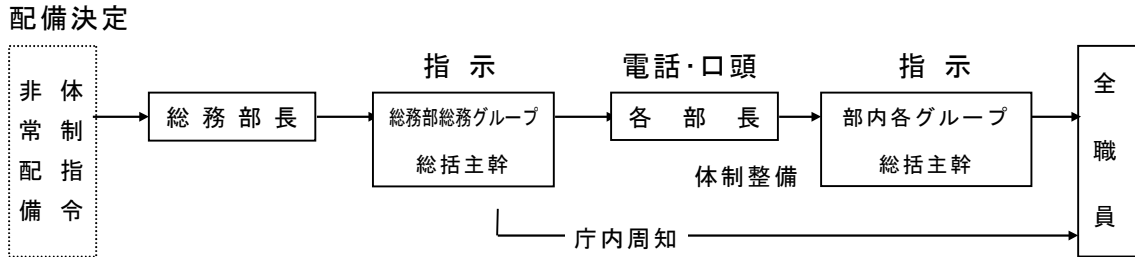 配備決定
非常配備
体制指令
総務部長
指示
総務部総務グループ
総括主幹
電話・口頭
各部長
体制整備
指示
部内各グループ
総括主幹
全職員
庁内周知